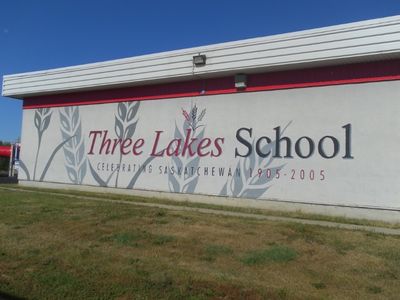 Three Lakes School
CELEBRATING SASKATCHEWAN 1905-2005